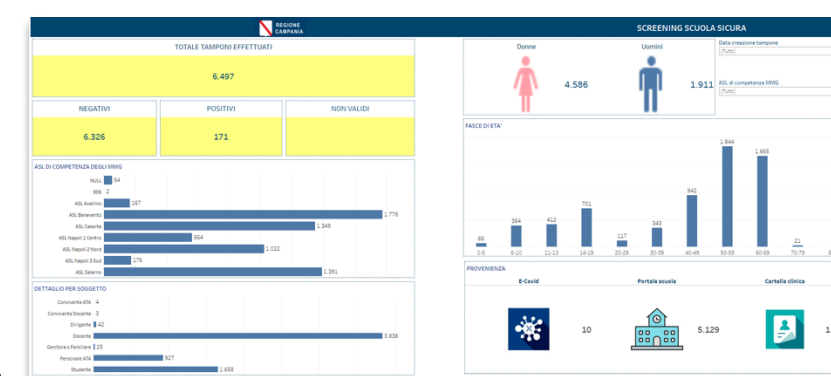 REGIONE
CAMPANIA
SCREENING SCUOLA SICURA
TOTALE TAMPONI EFFETTUATI
6.497
NEGATIVI
POSITIVI
NON VALIDI
6.326
171
ASL DI COMPETENZA DEGLI MMG
NULL 54
909 2
ASL Avellino 167
ASL Benevento 1.776
ASL Caserta 1.345
ASL Napoli 1 Centro 554
ASL Napoli 2 Nord 1.022
ASL Napoli 3 Sud 176
ASL Salerno 1.391
DETTAGLIO PER SOGGETTO
Convivente ATA 4
Convivente Docente 3
Dirigente 42
Docente 3.838
Genitore o Familiare 25
Personale ATA 927
Studente 1.658
Donne
4.586
Uomini
1.911
Data creazione tampone
(Tutti)
ASL di competenza MMG
(Tutti)
FASCE DI ETA'
66
384
412
701
117
343
942
1.844
1.665
21
0-5
6-10
11-13
14-19
20-29
30-39
40-49
50-59
60-69
70-79
PROVENIENZA
E-Covid
10
Portale scuola
5.129
Cartella clinica